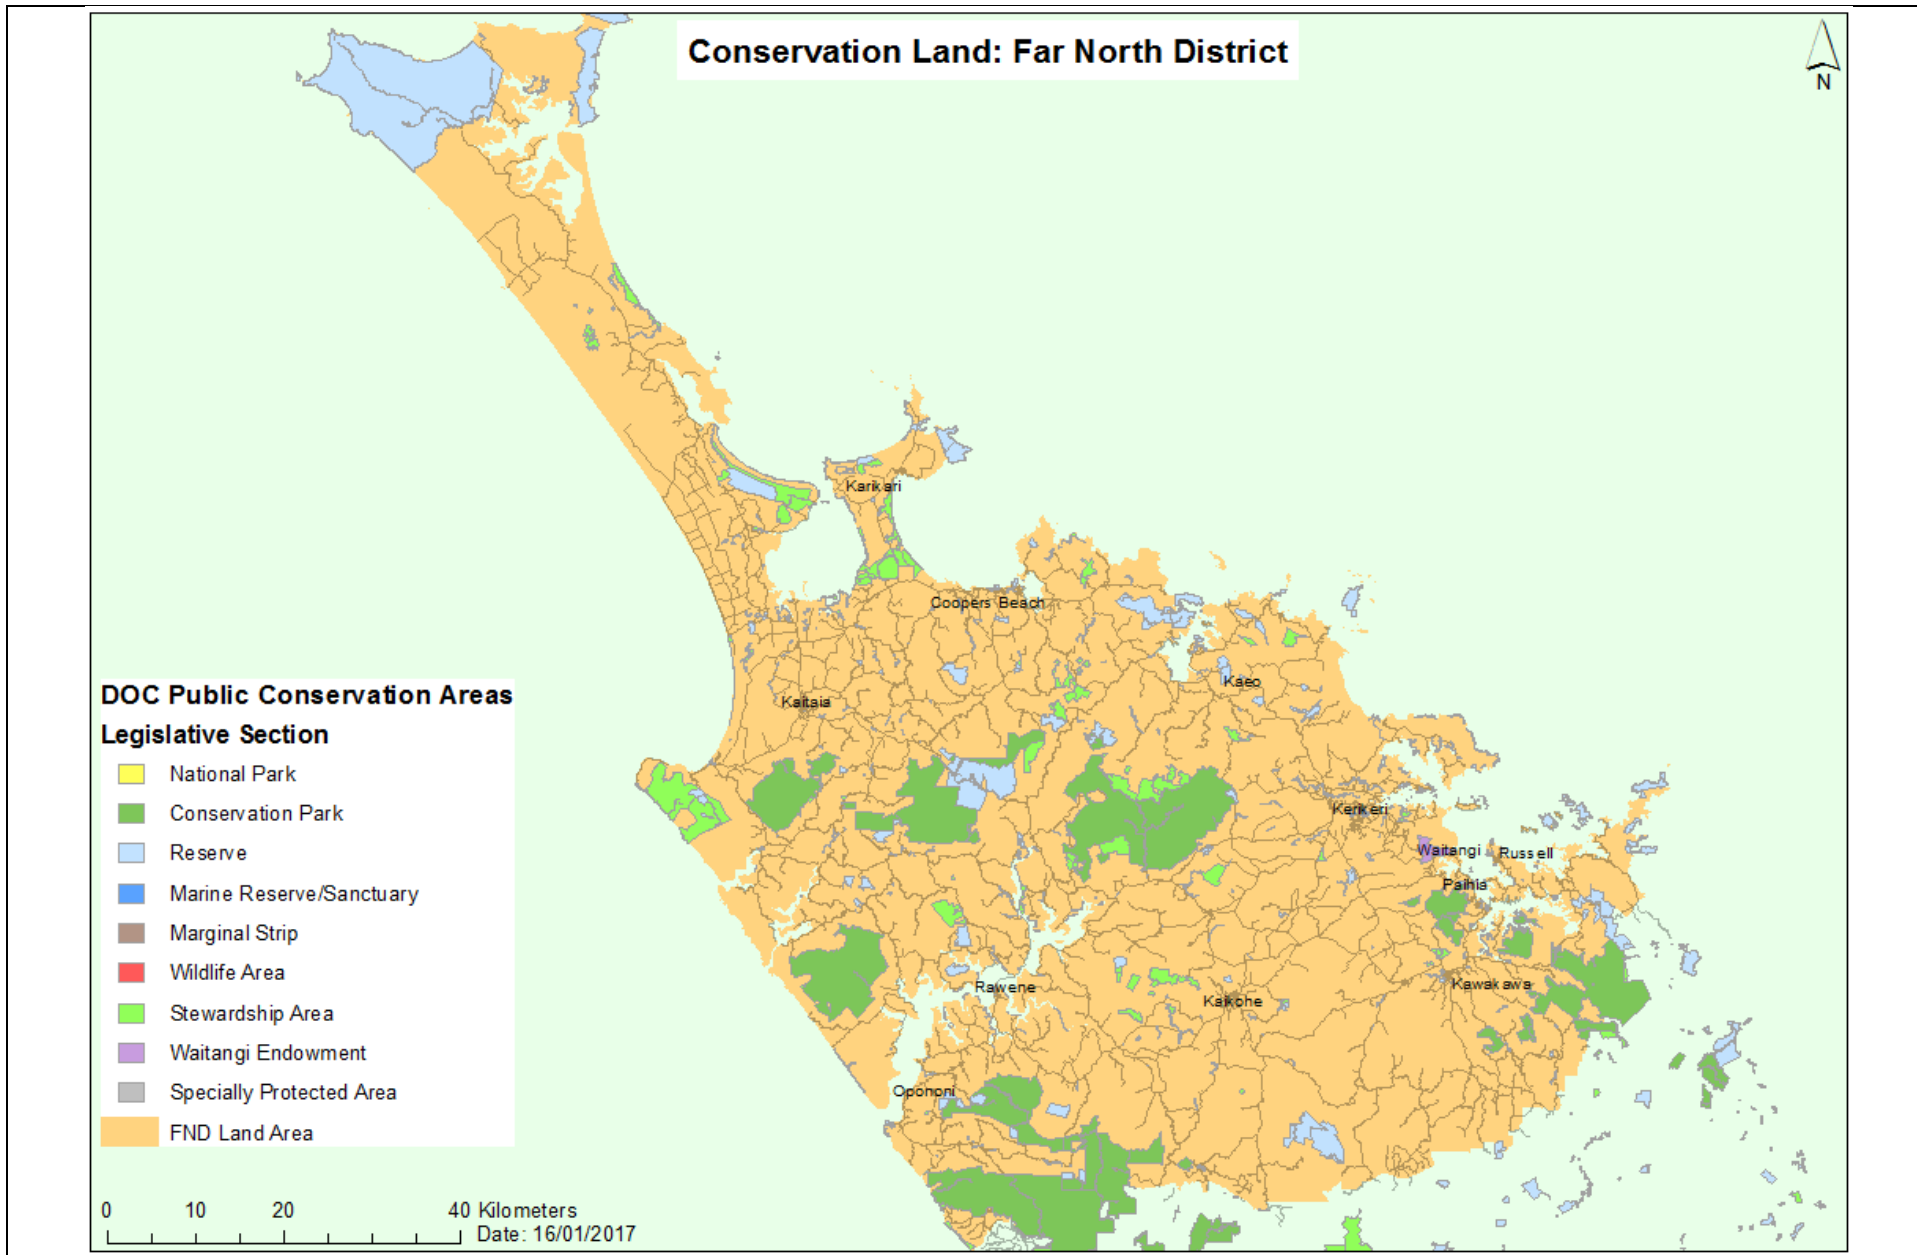 Conservation Land: Far North District
N
Karikari
Coopers Beach
Kaeo
Kaitaia
Kerikeri
Waitangi
Russell
Paihia
Rawene
Kaikohe
Kawakawa
Opononi
DOC Public Conservation Areas
Legislative Section
National Park
Conservation Park
Reserve
Marine Reserve/Sanctuary
Marginal Strip
Wildlife Area
Stewardship Area
Waitangi Endowment
Specially Protected Area
FND Land Area
0 10 20 40 Kilometers
Date: 16/01/2017